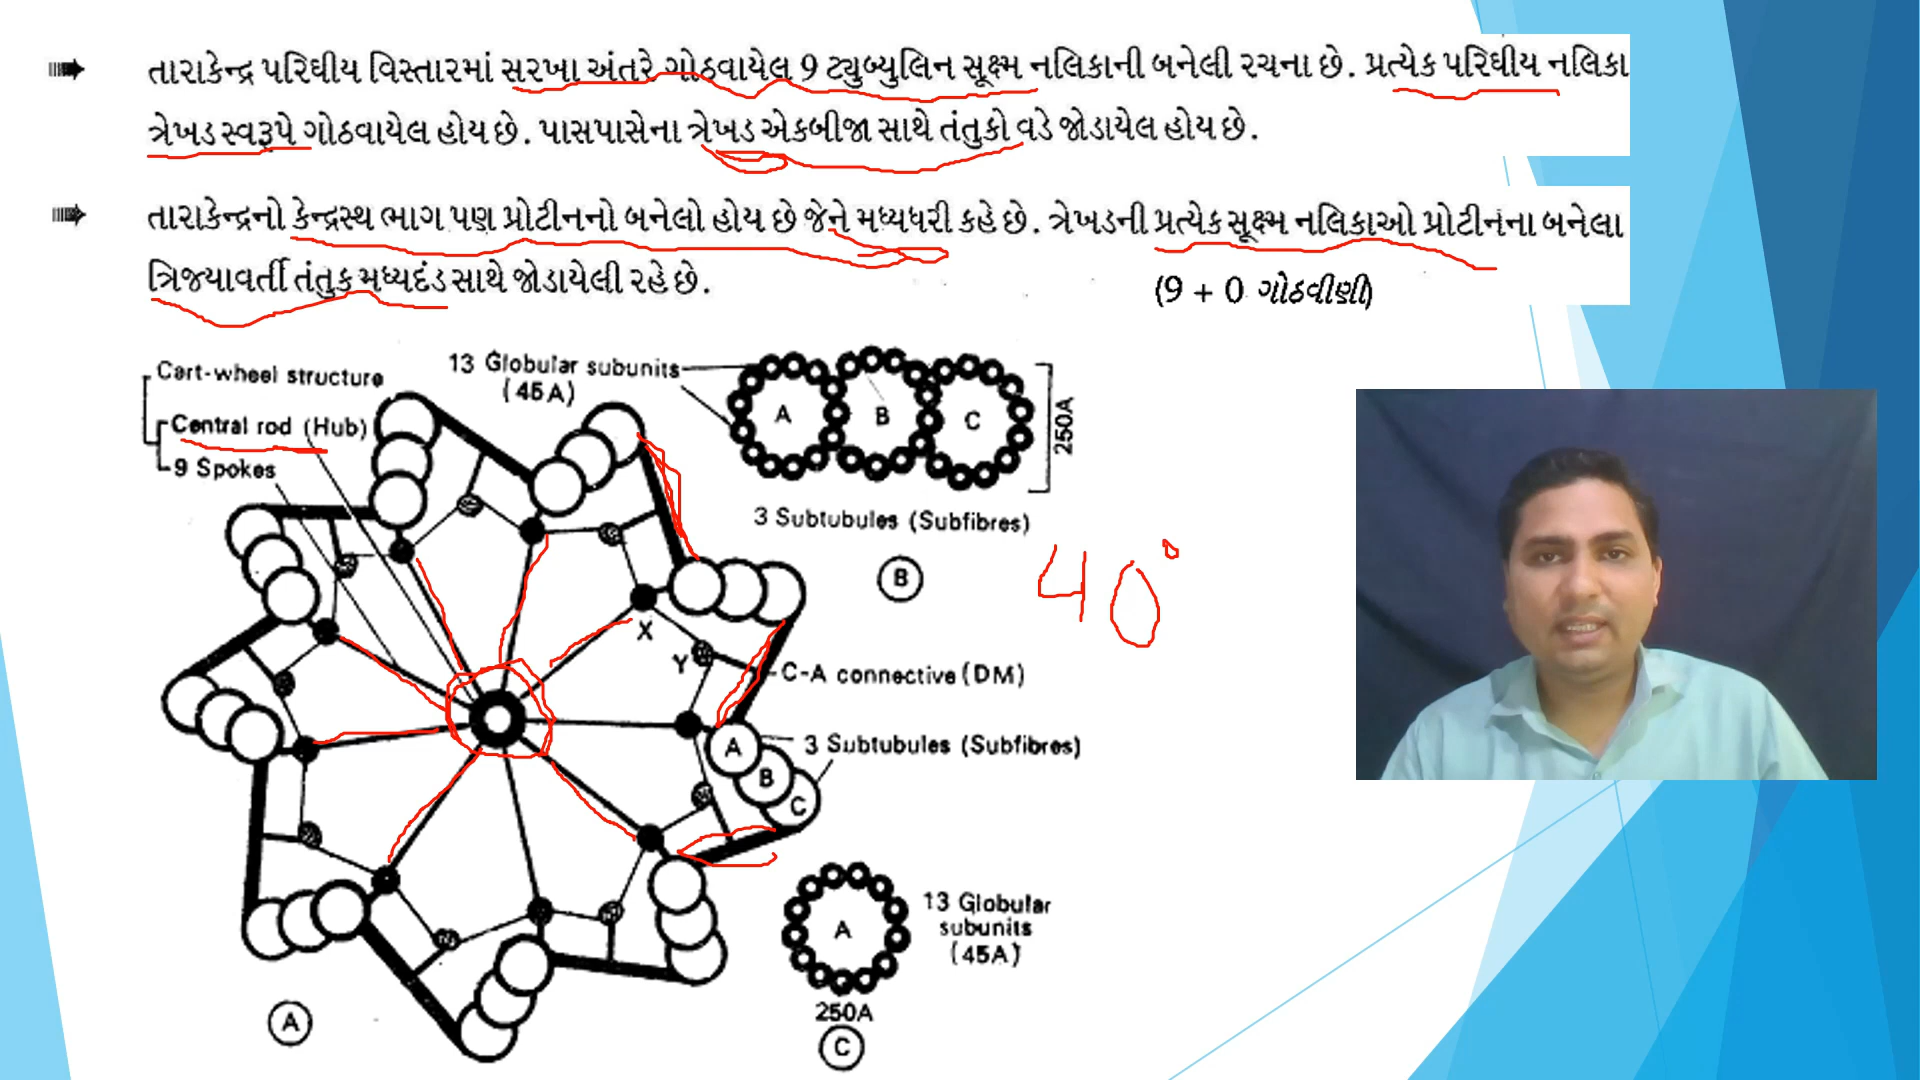 તારાકેન્દ્ર પરિઘીય વિસ્તારમાં સરખા અંતરે ગોઠવાયેલ 9 ટ્યુબ્યુલિન સૂક્ષ્મ નલિકાની બનેલી રચના છે. પ્રત્યેક પરિઘીય નલિકા
ત્રેખડ સ્વરૂપે ગોઠવાયેલ હોય છે. પાસપાસેના ત્રેખડ એકબીજા સાથે તંતુકો વડે જોડાયેલ હોય છે.
તારાકેન્દ્રનો કેન્દ્રસ્થ ભાગ પણ પ્રોટીનનો બનેલો હોય છે જેને મધ્યધરી કહે છે. ત્રેખડની પ્રત્યેક સૂક્ષ્મ નલિકાઓ પ્રોટીનના બનેલા
ત્રિજ્યાવર્તી તંતુક મધ્યદંડ સાથે જોડાયેલી રહે છે.
(9 + 0 ગોઠવીણી)
Cart-wheel structure
Central rod (Hub)
9 Spokes
13 Globular subunits
(45A)
A B C
250A
3 Subtubules (Subfibres)
B
40°
X
Y
C-A connective (DM)
3 Subtubules (Subfibres)
A
B
C
13 Globular
subunits
(45A)
A
250A
C
A